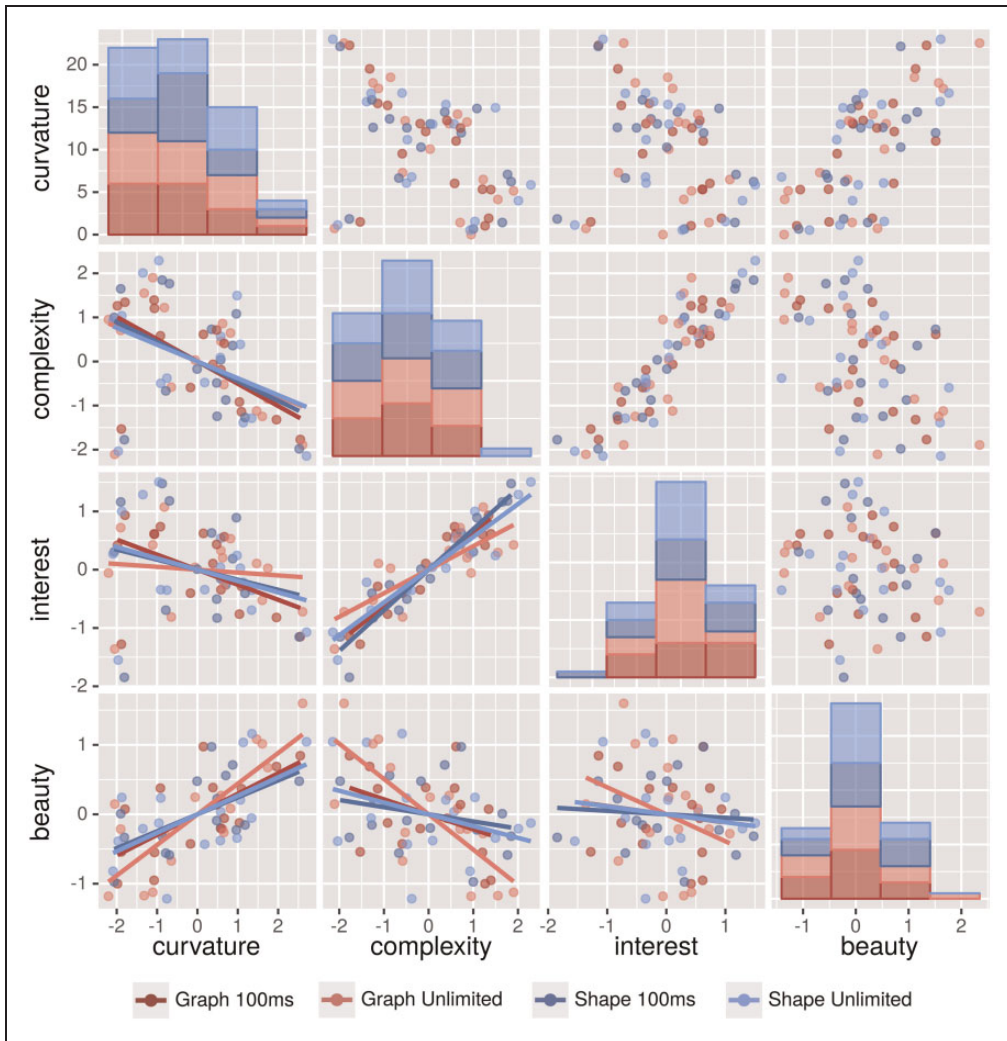 curvature
20
15
10
5
0
complexity
2
1
0
-1
-2
interest
1
0
-1
-2
beauty
1
0
-1
-2 -1 0 1 2
-2 -1 0 1 2
-1 0 1
-1 0 1 2
curvature complexity interest beauty
Graph 100ms Graph Unlimited Shape 100ms Shape Unlimited